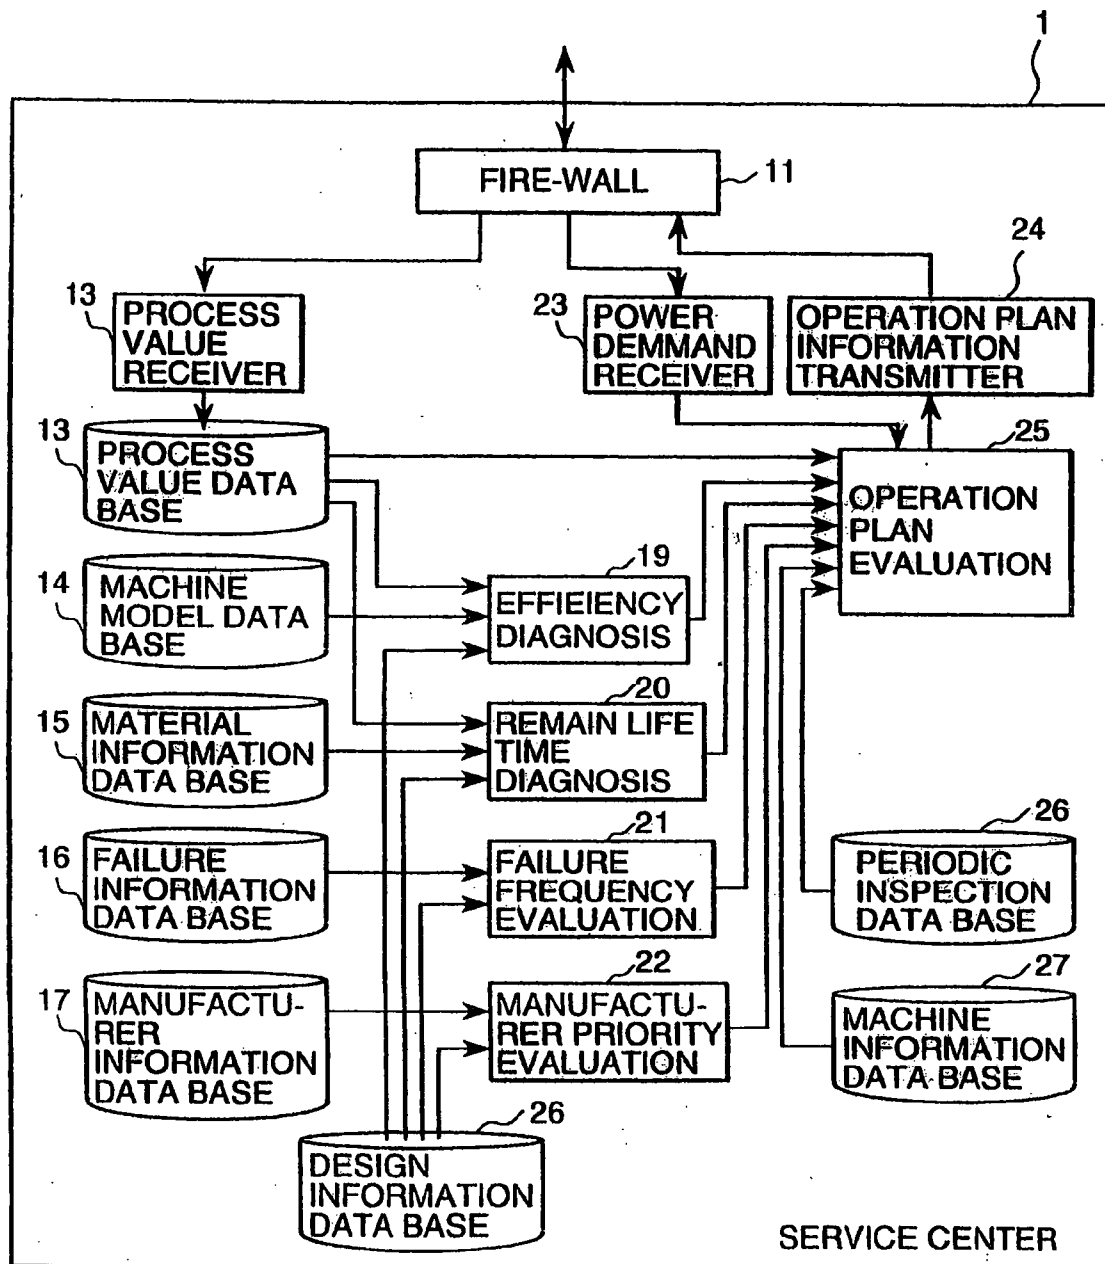 1
FIRE-WALL
11
13
PROCESS
VALUE
RECEIVER
23
POWER
DEMMAND
RECEIVER
24
OPERATION PLAN
INFORMATION
TRANSMITTER
13
PROCESS
VALUE DATA
BASE
25
OPERATION
PLAN
EVALUATION
14
MACHINE
MODEL DATA
BASE
19
EFFIEIENCY
DIAGNOSIS
15
MATERIAL
INFORMATION
DATA BASE
20
REMAIN LIFE
TIME
DIAGNOSIS
16
FAILURE
INFORMATION
DATA BASE
21
FAILURE
FREQUENCY
EVALUATION
26
PERIODIC
INSPECTION
DATA BASE
17
MANUFACTU-
RER
INFORMATION
DATA BASE
22
MANUFACTU-
RER PRIORITY
EVALUATION
27
MACHINE
INFORMATION
DATA BASE
26
DESIGN
INFORMATION
DATA BASE
SERVICE CENTER